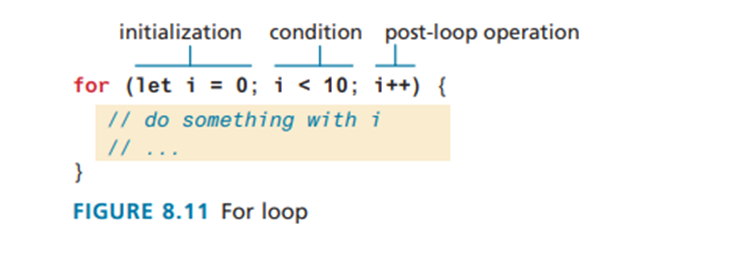 initialization condition post-loop operation
for (let i = 0; i < 10; i++) {
// do something with i
// ...
}
FIGURE 8.11 For loop